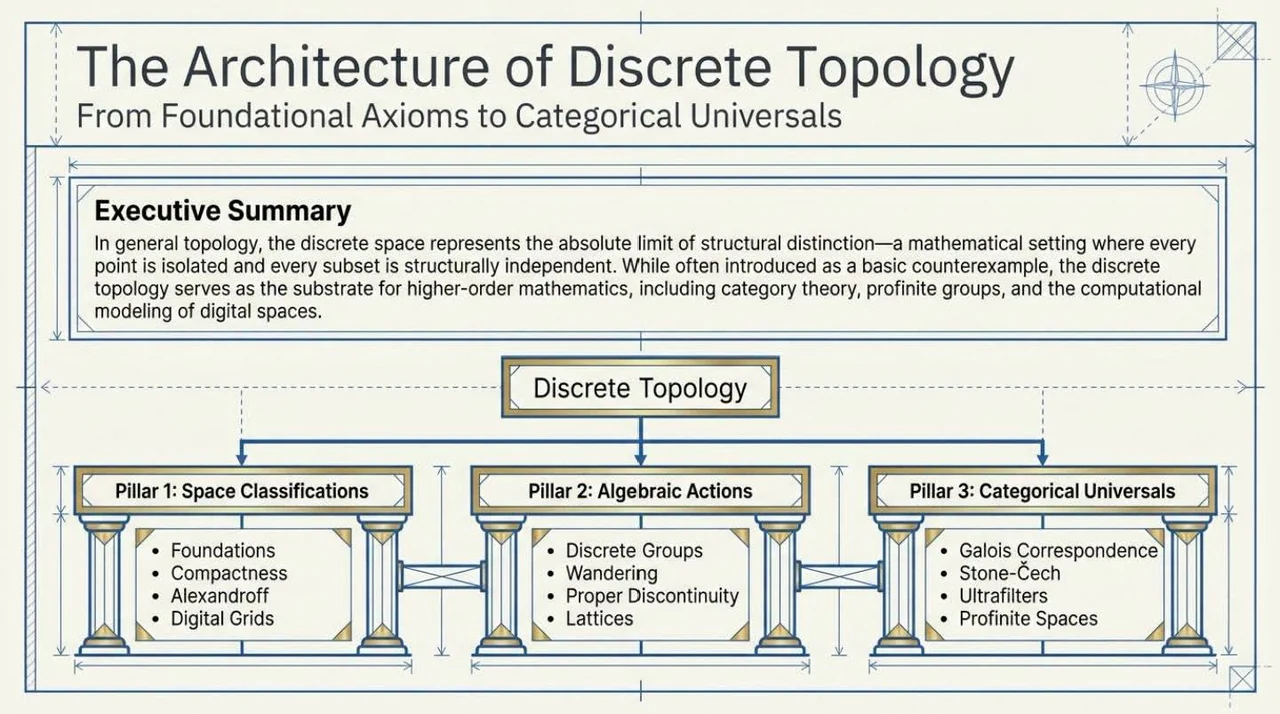 The Architecture of Discrete Topology
From Foundational Axioms to Categorical Universals
Executive Summary
In general topology, the discrete space represents the absolute limit of structural distinction—a mathematical setting where every
point is isolated and every subset is structurally independent. While often introduced as a basic counterexample, the discrete
topology serves as the substrate for higher-order mathematics, including category theory, profinite groups, and the computational
modeling of digital spaces.
Discrete Topology
Pillar 1: Space Classifications
• Foundations
• Compactness
• Alexandroff
• Digital Grids
Pillar 2: Algebraic Actions
• Discrete Groups
• Wandering
• Proper Discontinuity
• Lattices
Pillar 3: Categorical Universals
• Galois Correspondence
• Stone-Čech
• Ultrafilters
• Profinite Spaces